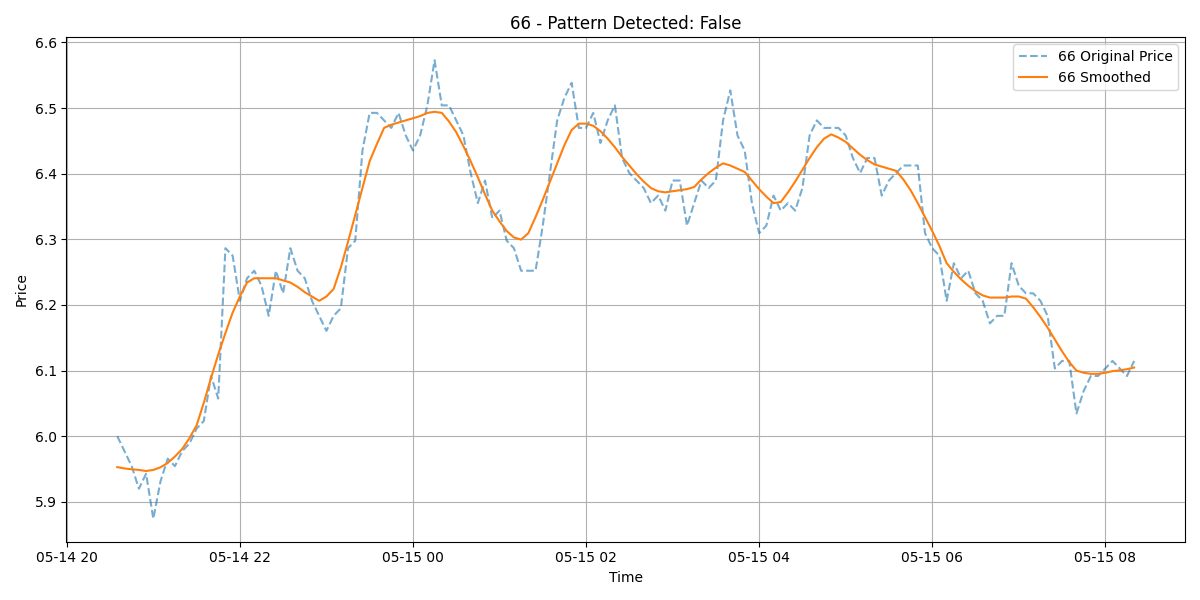 66 - Pattern Detected: False
66 Original Price
66 Smoothed
Price
6.6
6.5
6.4
6.3
6.2
6.1
6.0
5.9
05-14 20 05-14 22 05-15 00 05-15 02 05-15 04 05-15 06 05-15 08
Time